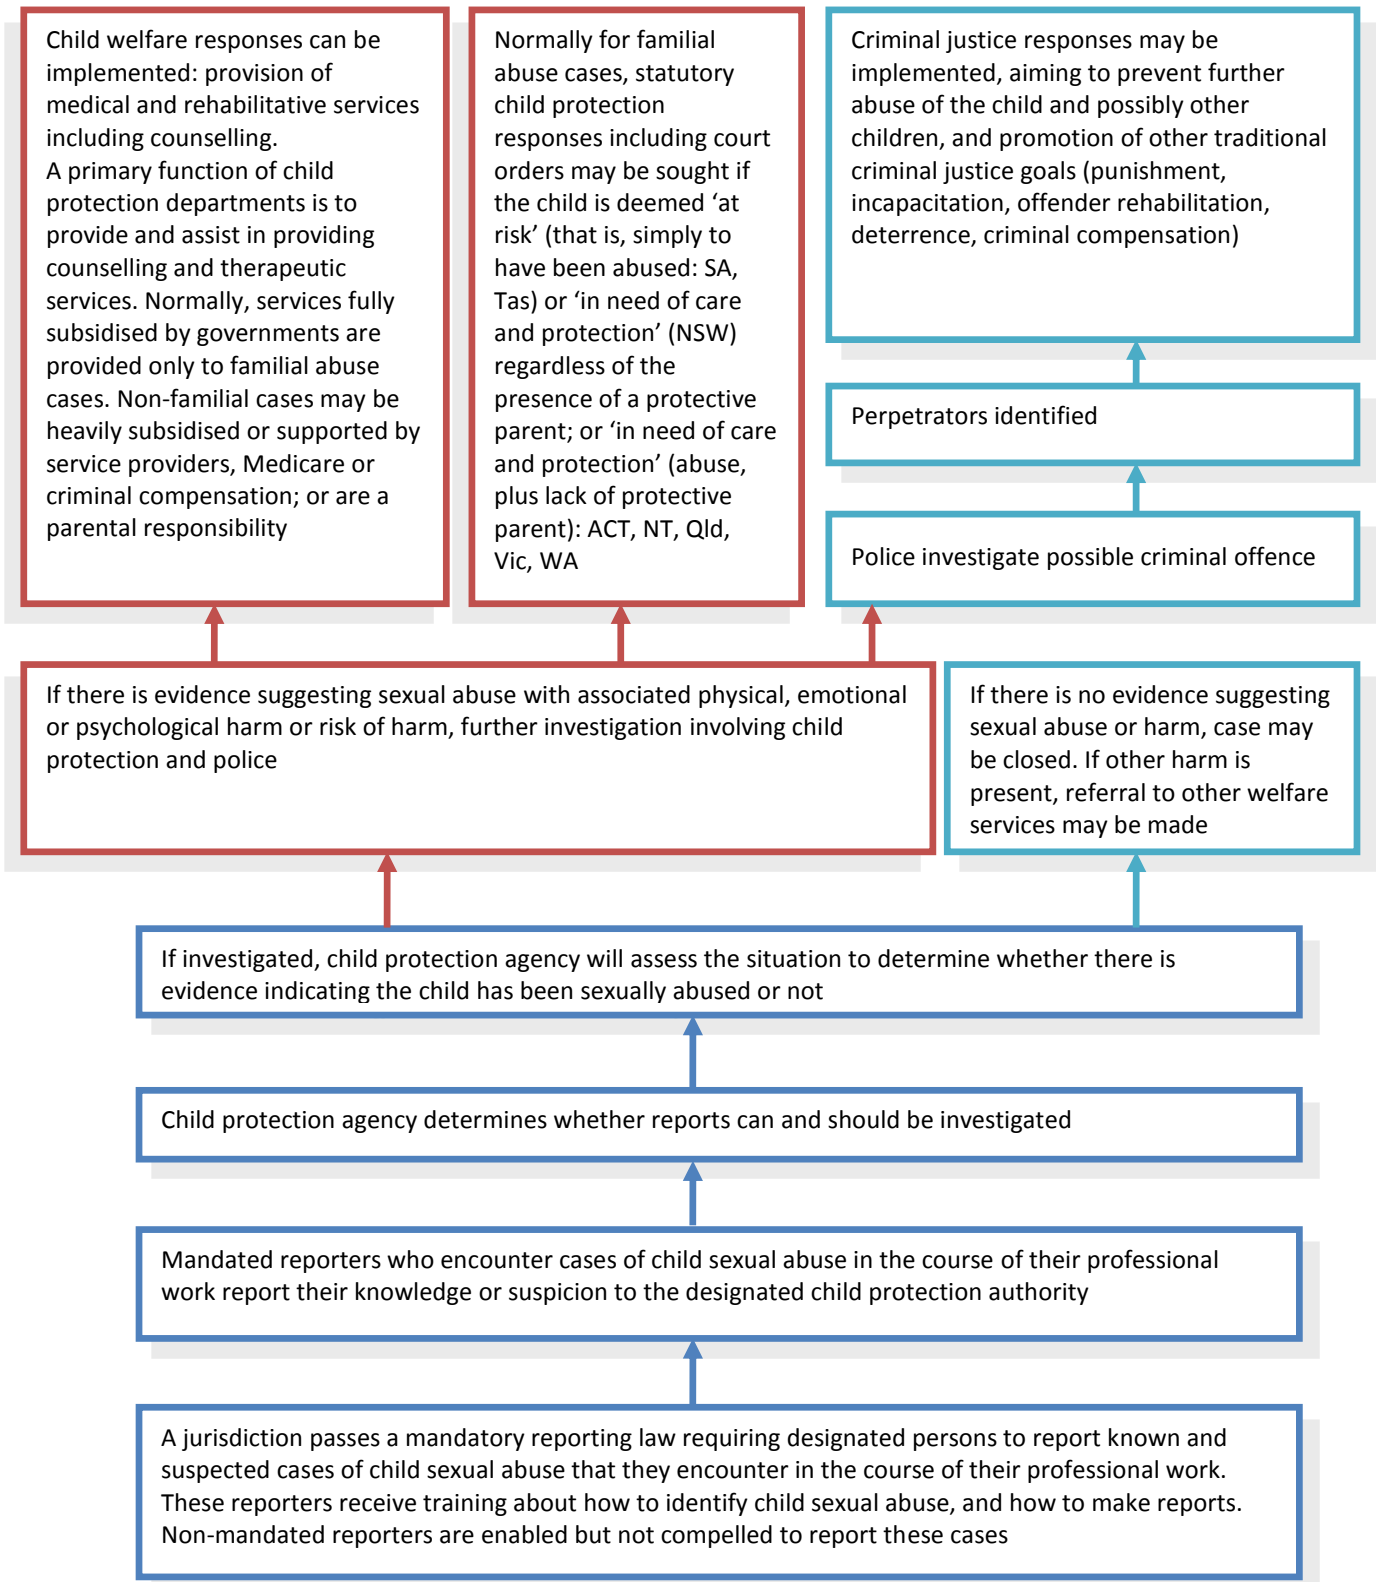 Child welfare responses can be
implemented: provision of
medical and rehabilitative services
including counselling.
A primary function of child
protection departments is to
provide and assist in providing
counselling and therapeutic
services. Normally, services fully
subsidised by governments are
provided only to familial abuse
cases. Non-familial cases may be
heavily subsidised or supported by
service providers, Medicare or
criminal compensation; or are a
parental responsibility
Normally for familial
abuse cases, statutory
child protection
responses including court
orders may be sought if
the child is deemed ‘at
risk’ (that is, simply to
have been abused: SA,
Tas) or ‘in need of care
and protection’ (NSW)
regardless of the
presence of a protective
parent; or ‘in need of care
and protection’ (abuse,
plus lack of protective
parent): ACT, NT, Qld,
Vic, WA
Criminal justice responses may be
implemented, aiming to prevent further
abuse of the child and possibly other
children, and promotion of other traditional
criminal justice goals (punishment,
incapacitation, offender rehabilitation,
deterrence, criminal compensation)
Perpetrators identified
Police investigate possible criminal offence
If there is evidence suggesting sexual abuse with associated physical, emotional
or psychological harm or risk of harm, further investigation involving child
protection and police
If there is no evidence suggesting
sexual abuse or harm, case may
be closed. If other harm is
present, referral to other welfare
services may be made
If investigated, child protection agency will assess the situation to determine whether there is
evidence indicating the child has been sexually abused or not
Child protection agency determines whether reports can and should be investigated
Mandated reporters who encounter cases of child sexual abuse in the course of their professional
work report their knowledge or suspicion to the designated child protection authority
A jurisdiction passes a mandatory reporting law requiring designated persons to report known and
suspected cases of child sexual abuse that they encounter in the course of their professional work.
These reporters receive training about how to identify child sexual abuse, and how to make reports.
Non-mandated reporters are enabled but not compelled to report these cases